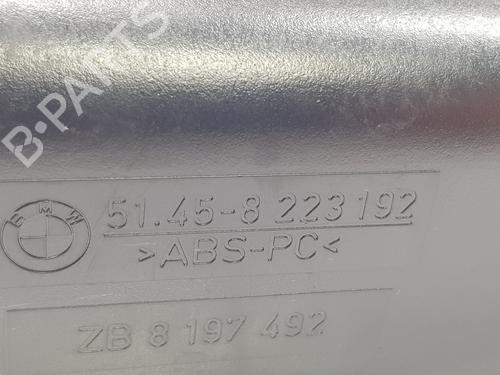 B-PARTS
BMW
51.45-8 223 192
>ABS-PC<
ZB 8 197 492